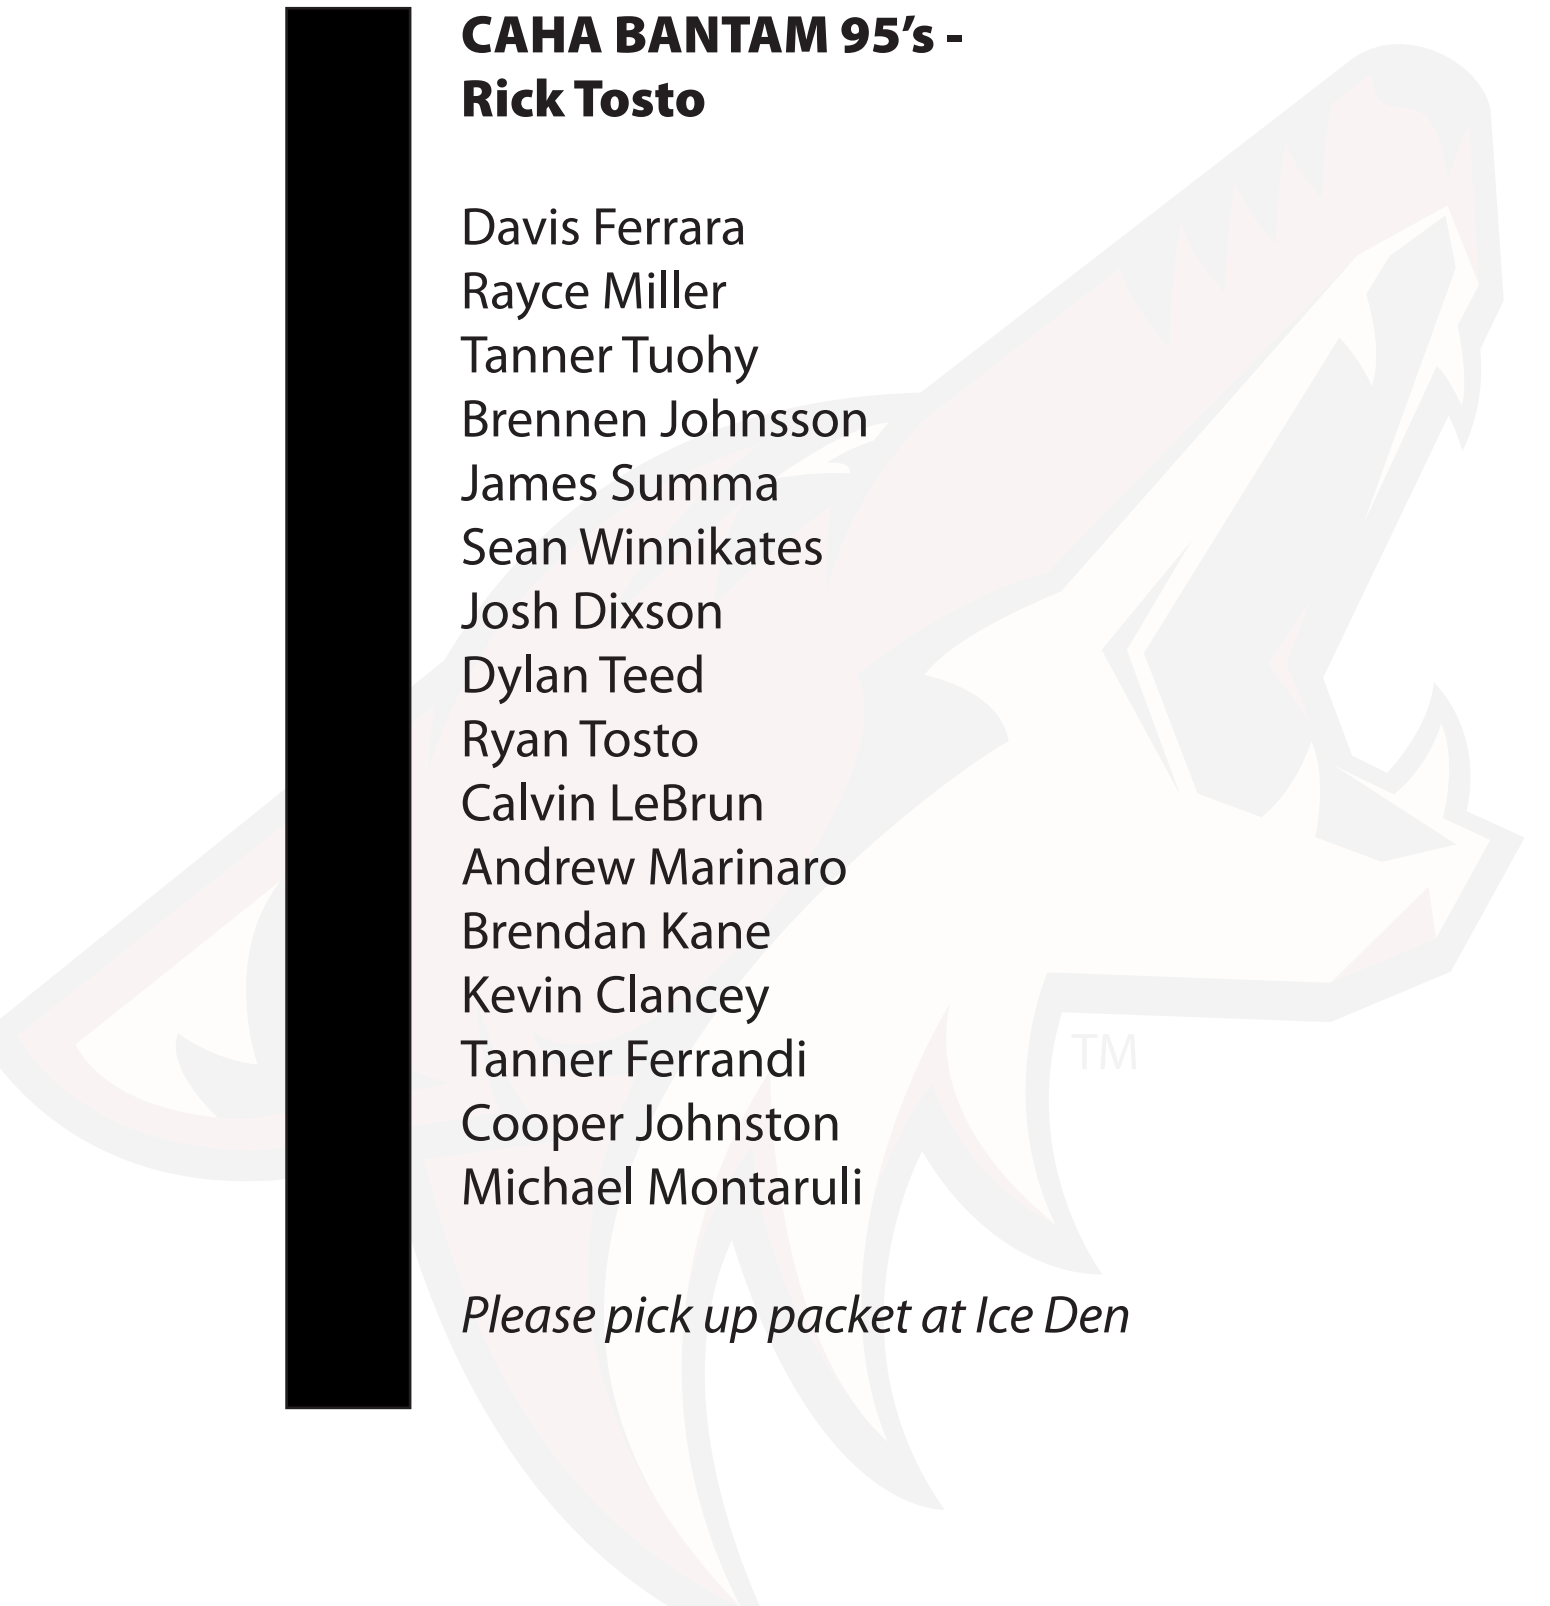 CAHA BANTAM 95’s -
Rick Tosto
Davis Ferrara
Rayce Miller
Tanner Tuohy
Brennen Johnsson
James Summa
Sean Winnikates
Josh Dixson
Dylan Teed
Ryan Tosto
Calvin LeBrun
Andrew Marinaro
Brendan Kane
Kevin Clancey
Tanner Ferrandi
Cooper Johnston
Michael Montaruli
Please pick up packet at Ice Den
TM